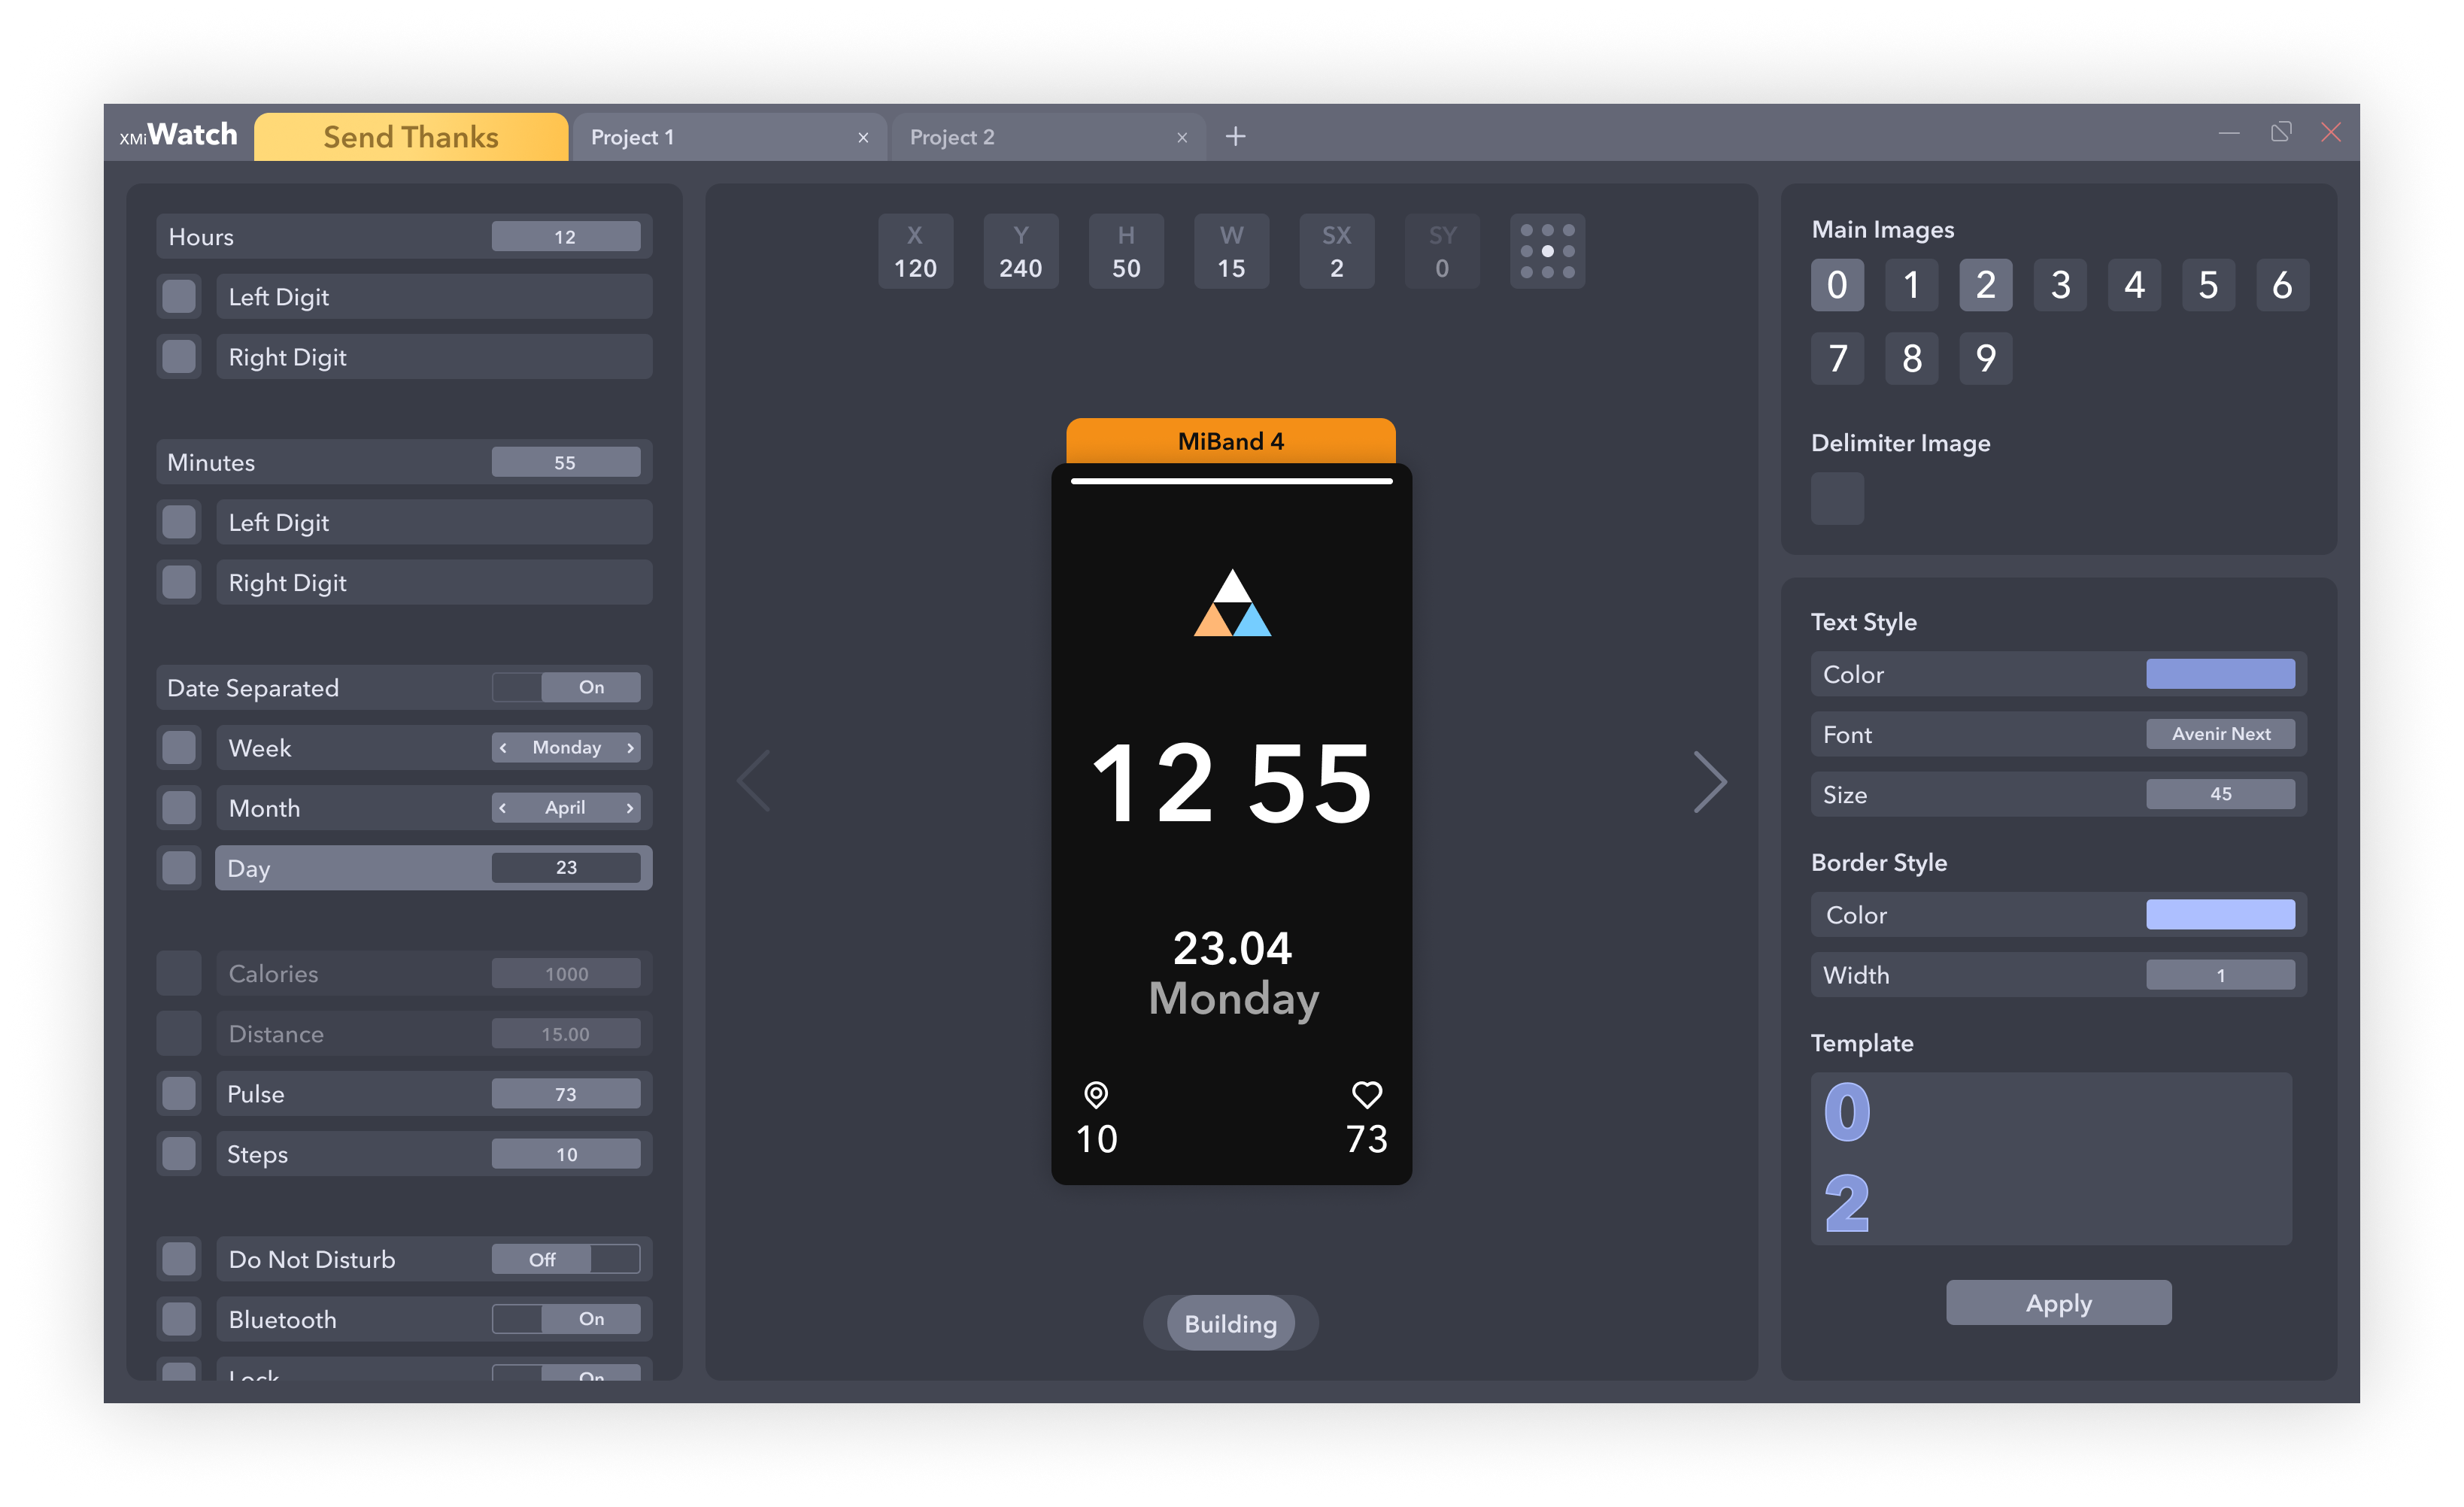 XMiWatch
Send Thanks
Project 1
Project 2
Hours 12
Left Digit
Right Digit
Minutes 55
Left Digit
Right Digit
Date Separated On
Week Monday
Month April
Day 23
Calories 1000
Distance 15.00
Pulse 73
Steps 10
Do Not Disturb Off
Bluetooth On
Lock On
X Y H W SX SY
120 240 50 15 2 0
MiBand 4
12 55
23.04
Monday
10 73
Building
Main Images
0 1 2 3 4 5 6
7 8 9
Delimiter Image
Text Style
Color
Font Avenir Next
Size 45
Border Style
Color
Width 1
Template
0
2
Apply